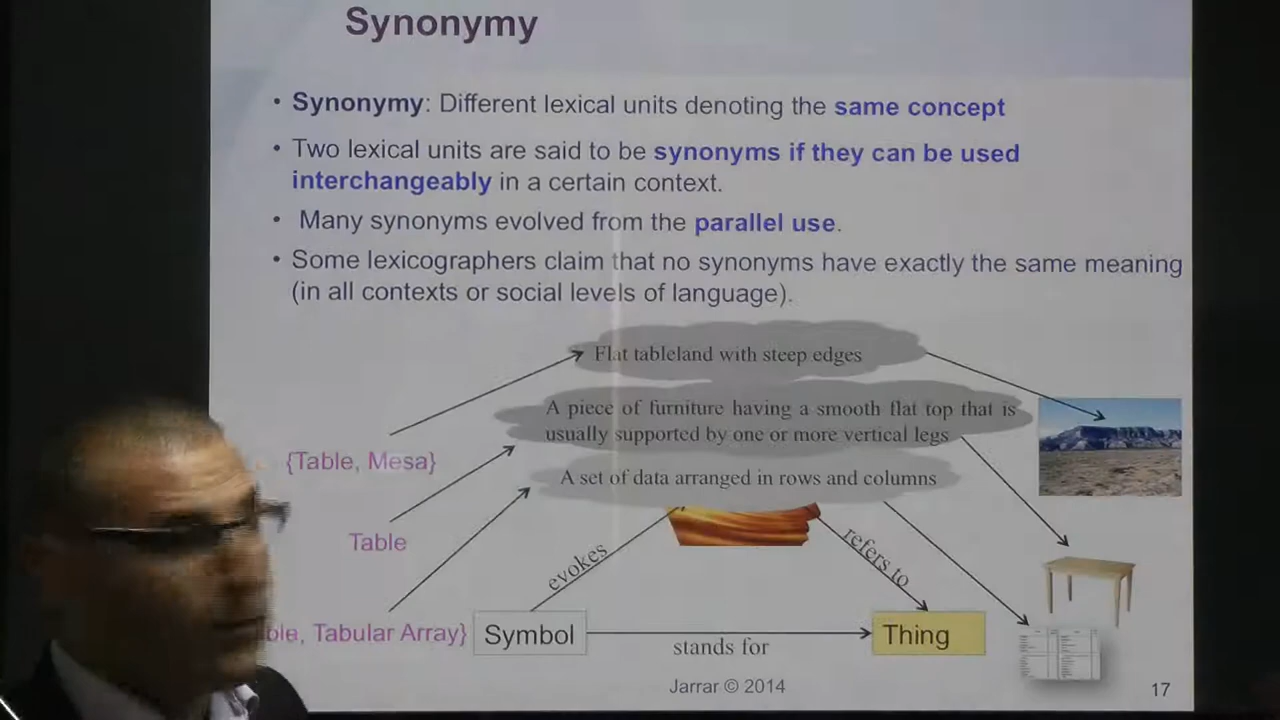 Synonymy
• Synonymy: Different lexical units denoting the same concept
• Two lexical units are said to be synonyms if they can be used
interchangeably in a certain context.
• Many synonyms evolved from the parallel use.
• Some lexicographers claim that no synonyms have exactly the same meaning
(in all contexts or social levels of language).
Flat tableland with steep edges
A piece of furniture having a smooth flat top that is
usually supported by one or more vertical legs
{Table, Mesa}
A set of data arranged in rows and columns
Table
evokes
refers to
Tabular Array}
Symbol
stands for
Thing
Jarrar © 2014
17